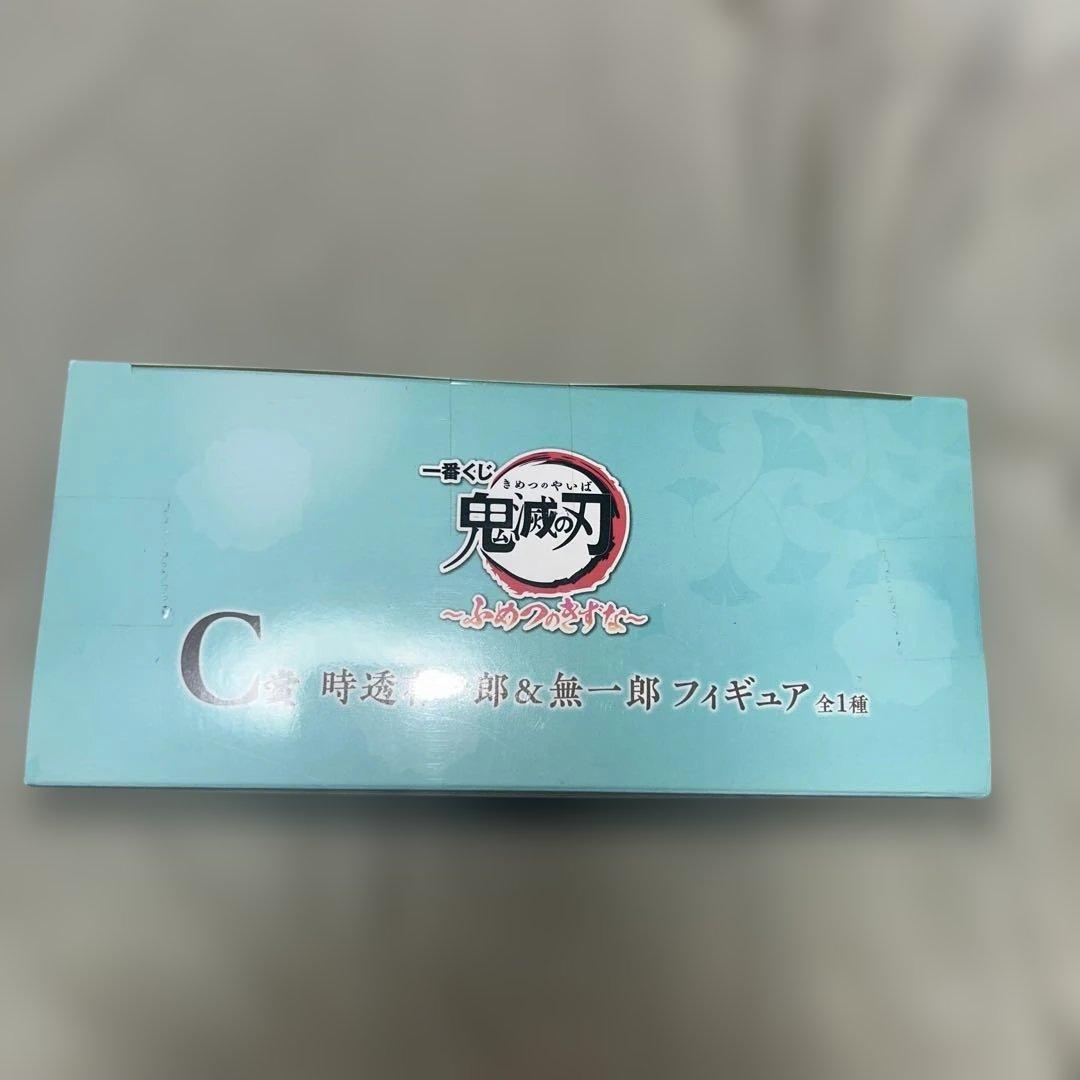 一番くじ
きめつのやいば
鬼滅の刃
～ふめつのきずな～
C賞 時透有一郎&無一郎 フィギュア 全1種